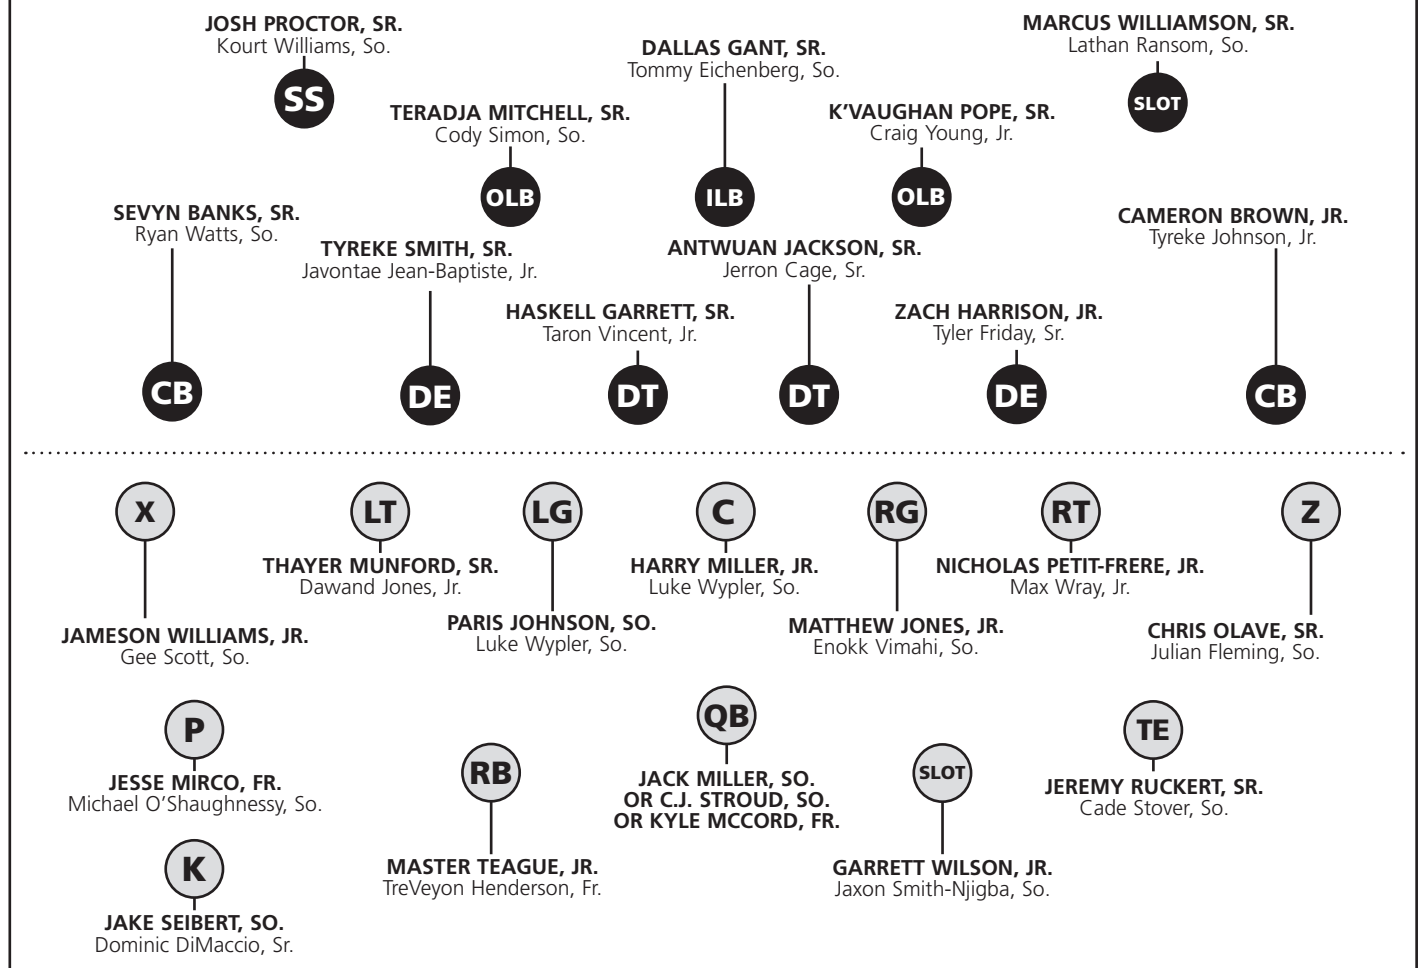 JOSH PROCTOR, SR.
Kourt Williams, So.
SS
MARCUS WILLIAMSON, SR.
Lathan Ransom, So.
SLOT
DALLAS GANT, SR.
Tommy Eichenberg, So.
ILB
TERADJA MITCHELL, SR.
Cody Simon, So.
OLB
K’VAUGHAN POPE, SR.
Craig Young, Jr.
OLB
SEVYN BANKS, SR.
Ryan Watts, So.
CB
TYREKE SMITH, SR.
Javontae Jean-Baptiste, Jr.
DE
HASKELL GARRETT, SR.
Taron Vincent, Jr.
DT
ANTWUAN JACKSON, SR.
Jerron Cage, Sr.
DT
ZACH HARRISON, JR.
Tyler Friday, Sr.
DE
CAMERON BROWN, JR.
Tyreke Johnson, Jr.
CB
X
JAMESON WILLIAMS, JR.
Gee Scott, So.
LT
THAYER MUNFORD, SR.
Dawand Jones, Jr.
LG
PARIS JOHNSON, SO.
Luke Wypler, So.
C
HARRY MILLER, JR.
Luke Wypler, So.
RG
MATTHEW JONES, JR.
Enokk Vimahi, So.
RT
NICHOLAS PETIT-FRERE, JR.
Max Wray, Jr.
Z
CHRIS OLAVE, SR.
Julian Fleming, So.
P
JESSE MIRCO, FR.
Michael O’Shaughnessy, So.
K
JAKE SEIBERT, SO.
Dominic DiMaccio, Sr.
RB
MASTER TEAGUE, JR.
TreVeyon Henderson, Fr.
QB
JACK MILLER, SO.
OR C.J. STROUD, SO.
OR KYLE MCCORD, FR.
SLOT
GARRETT WILSON, JR.
Jaxon Smith-Njigba, So.
TE
JEREMY RUCKERT, SR.
Cade Stover, So.